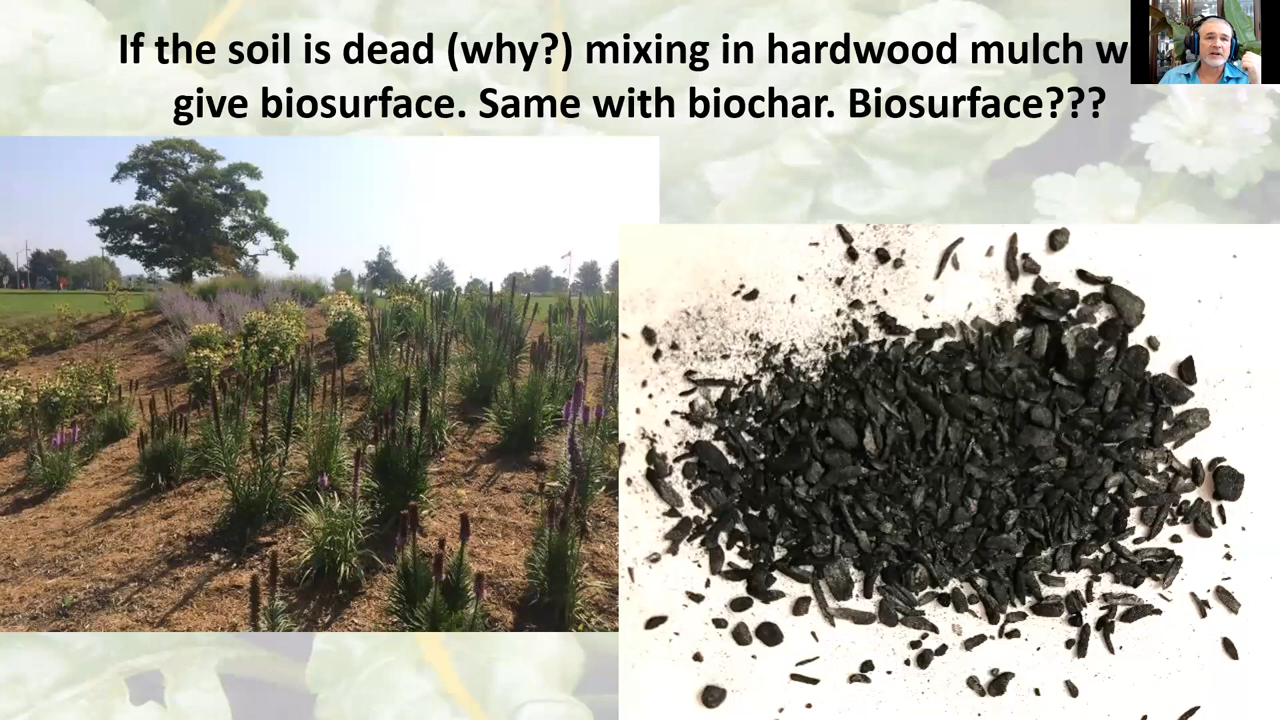 If the soil is dead (why?) mixing in hardwood mulch w
give biosurface. Same with biochar. Biosurface???